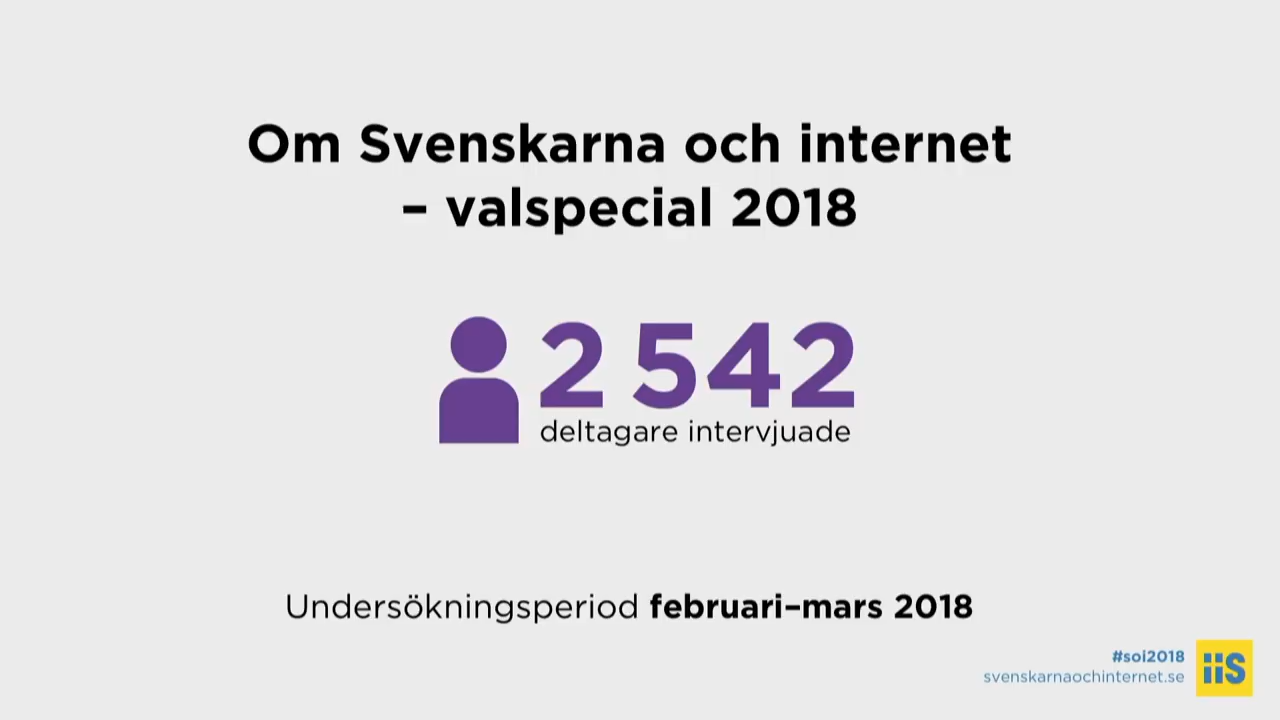 Om Svenskarna och internet
– valspecial 2018
2 542
deltagare intervjuade
Undersökningsperiod februari–mars 2018
#soi2018
svenskarnaochinternet.se
iis